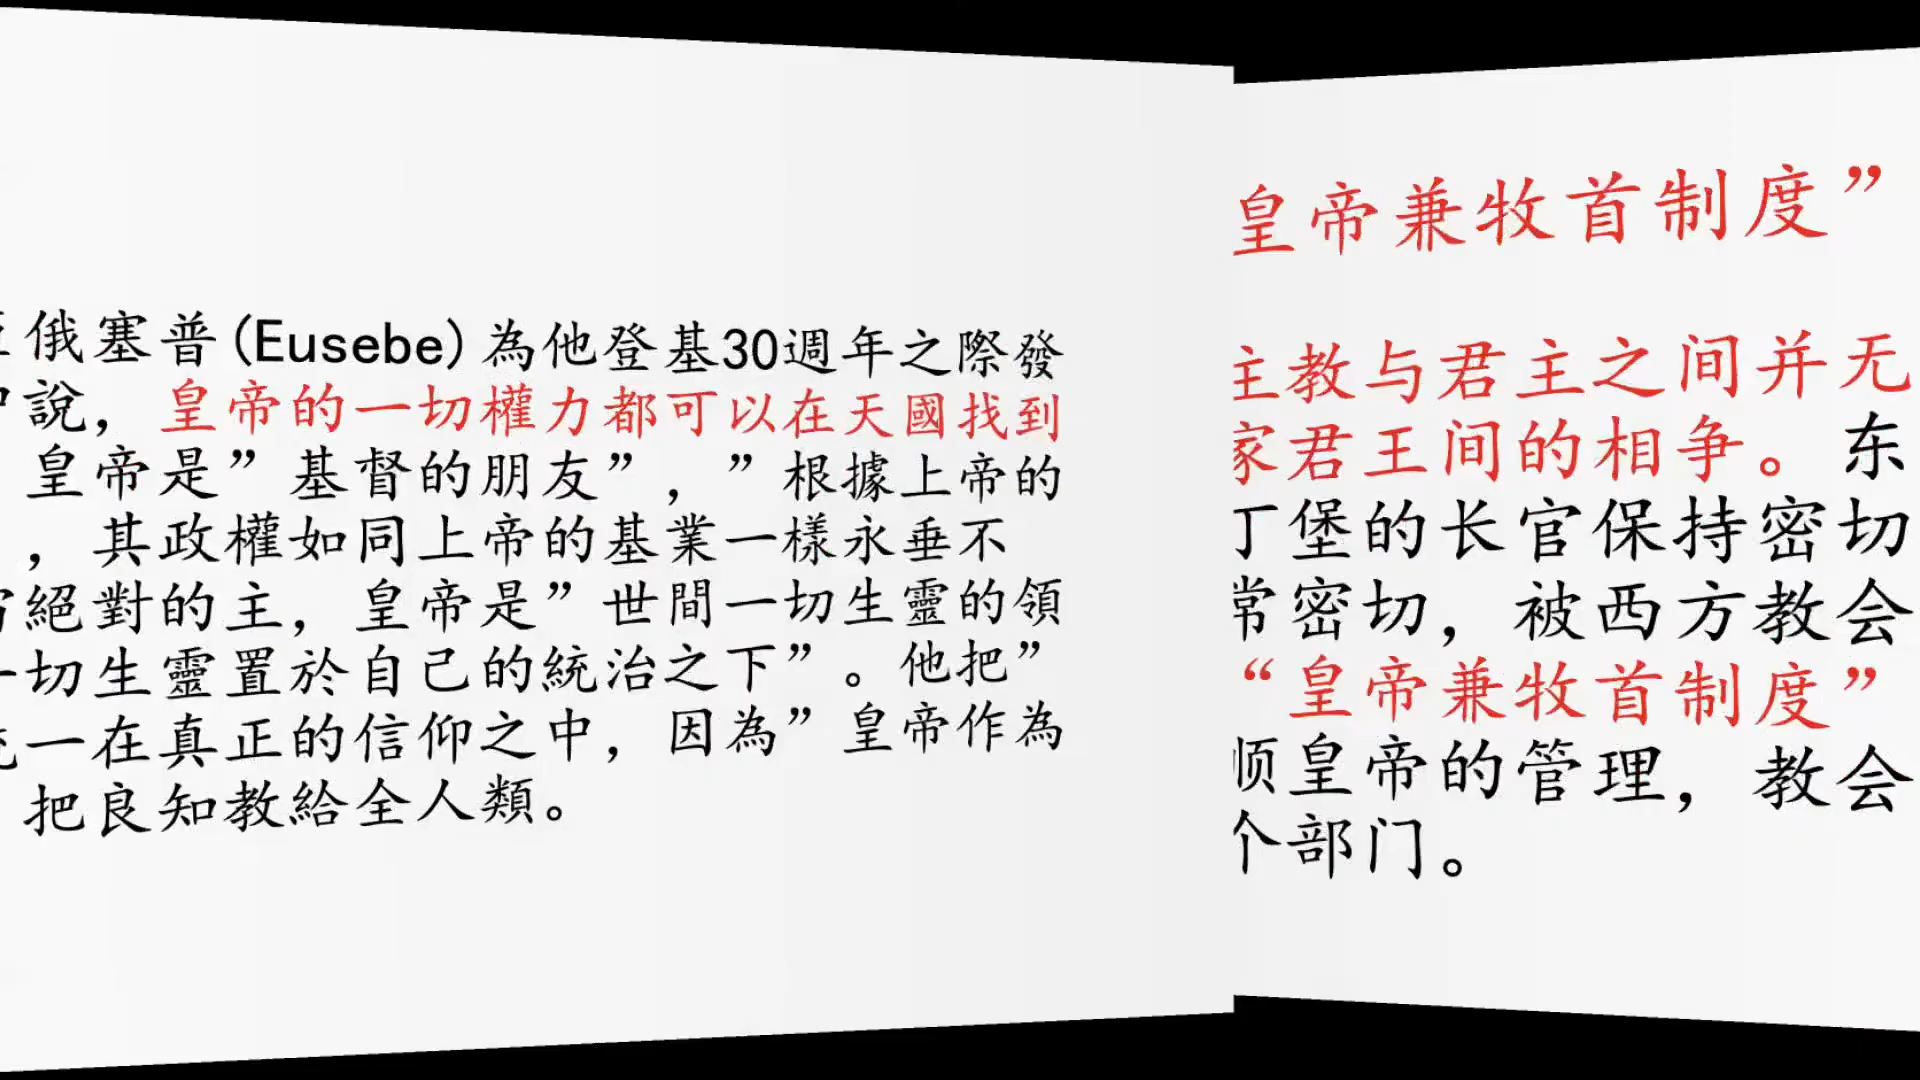 俄塞普(Eusebe)為他登基30週年之際發
說，皇帝的一切權力都可以在天國找到
皇帝是”基督的朋友”，”根據上帝的
，其政權如同上帝的基業一樣永垂不
絕對的主，皇帝是”世間一切生靈的領
一切生靈置於自己的統治之下”。他把”
一在真正的信仰之中，因為”皇帝作為
把良知教給全人類。
皇帝兼牧首制度”
主教与君主之间并无
家君王间的相争。东
丁堡的长官保持密切
常密切，被西方教会
“皇帝兼牧首制度”
顺皇帝的管理，教会
个部门。